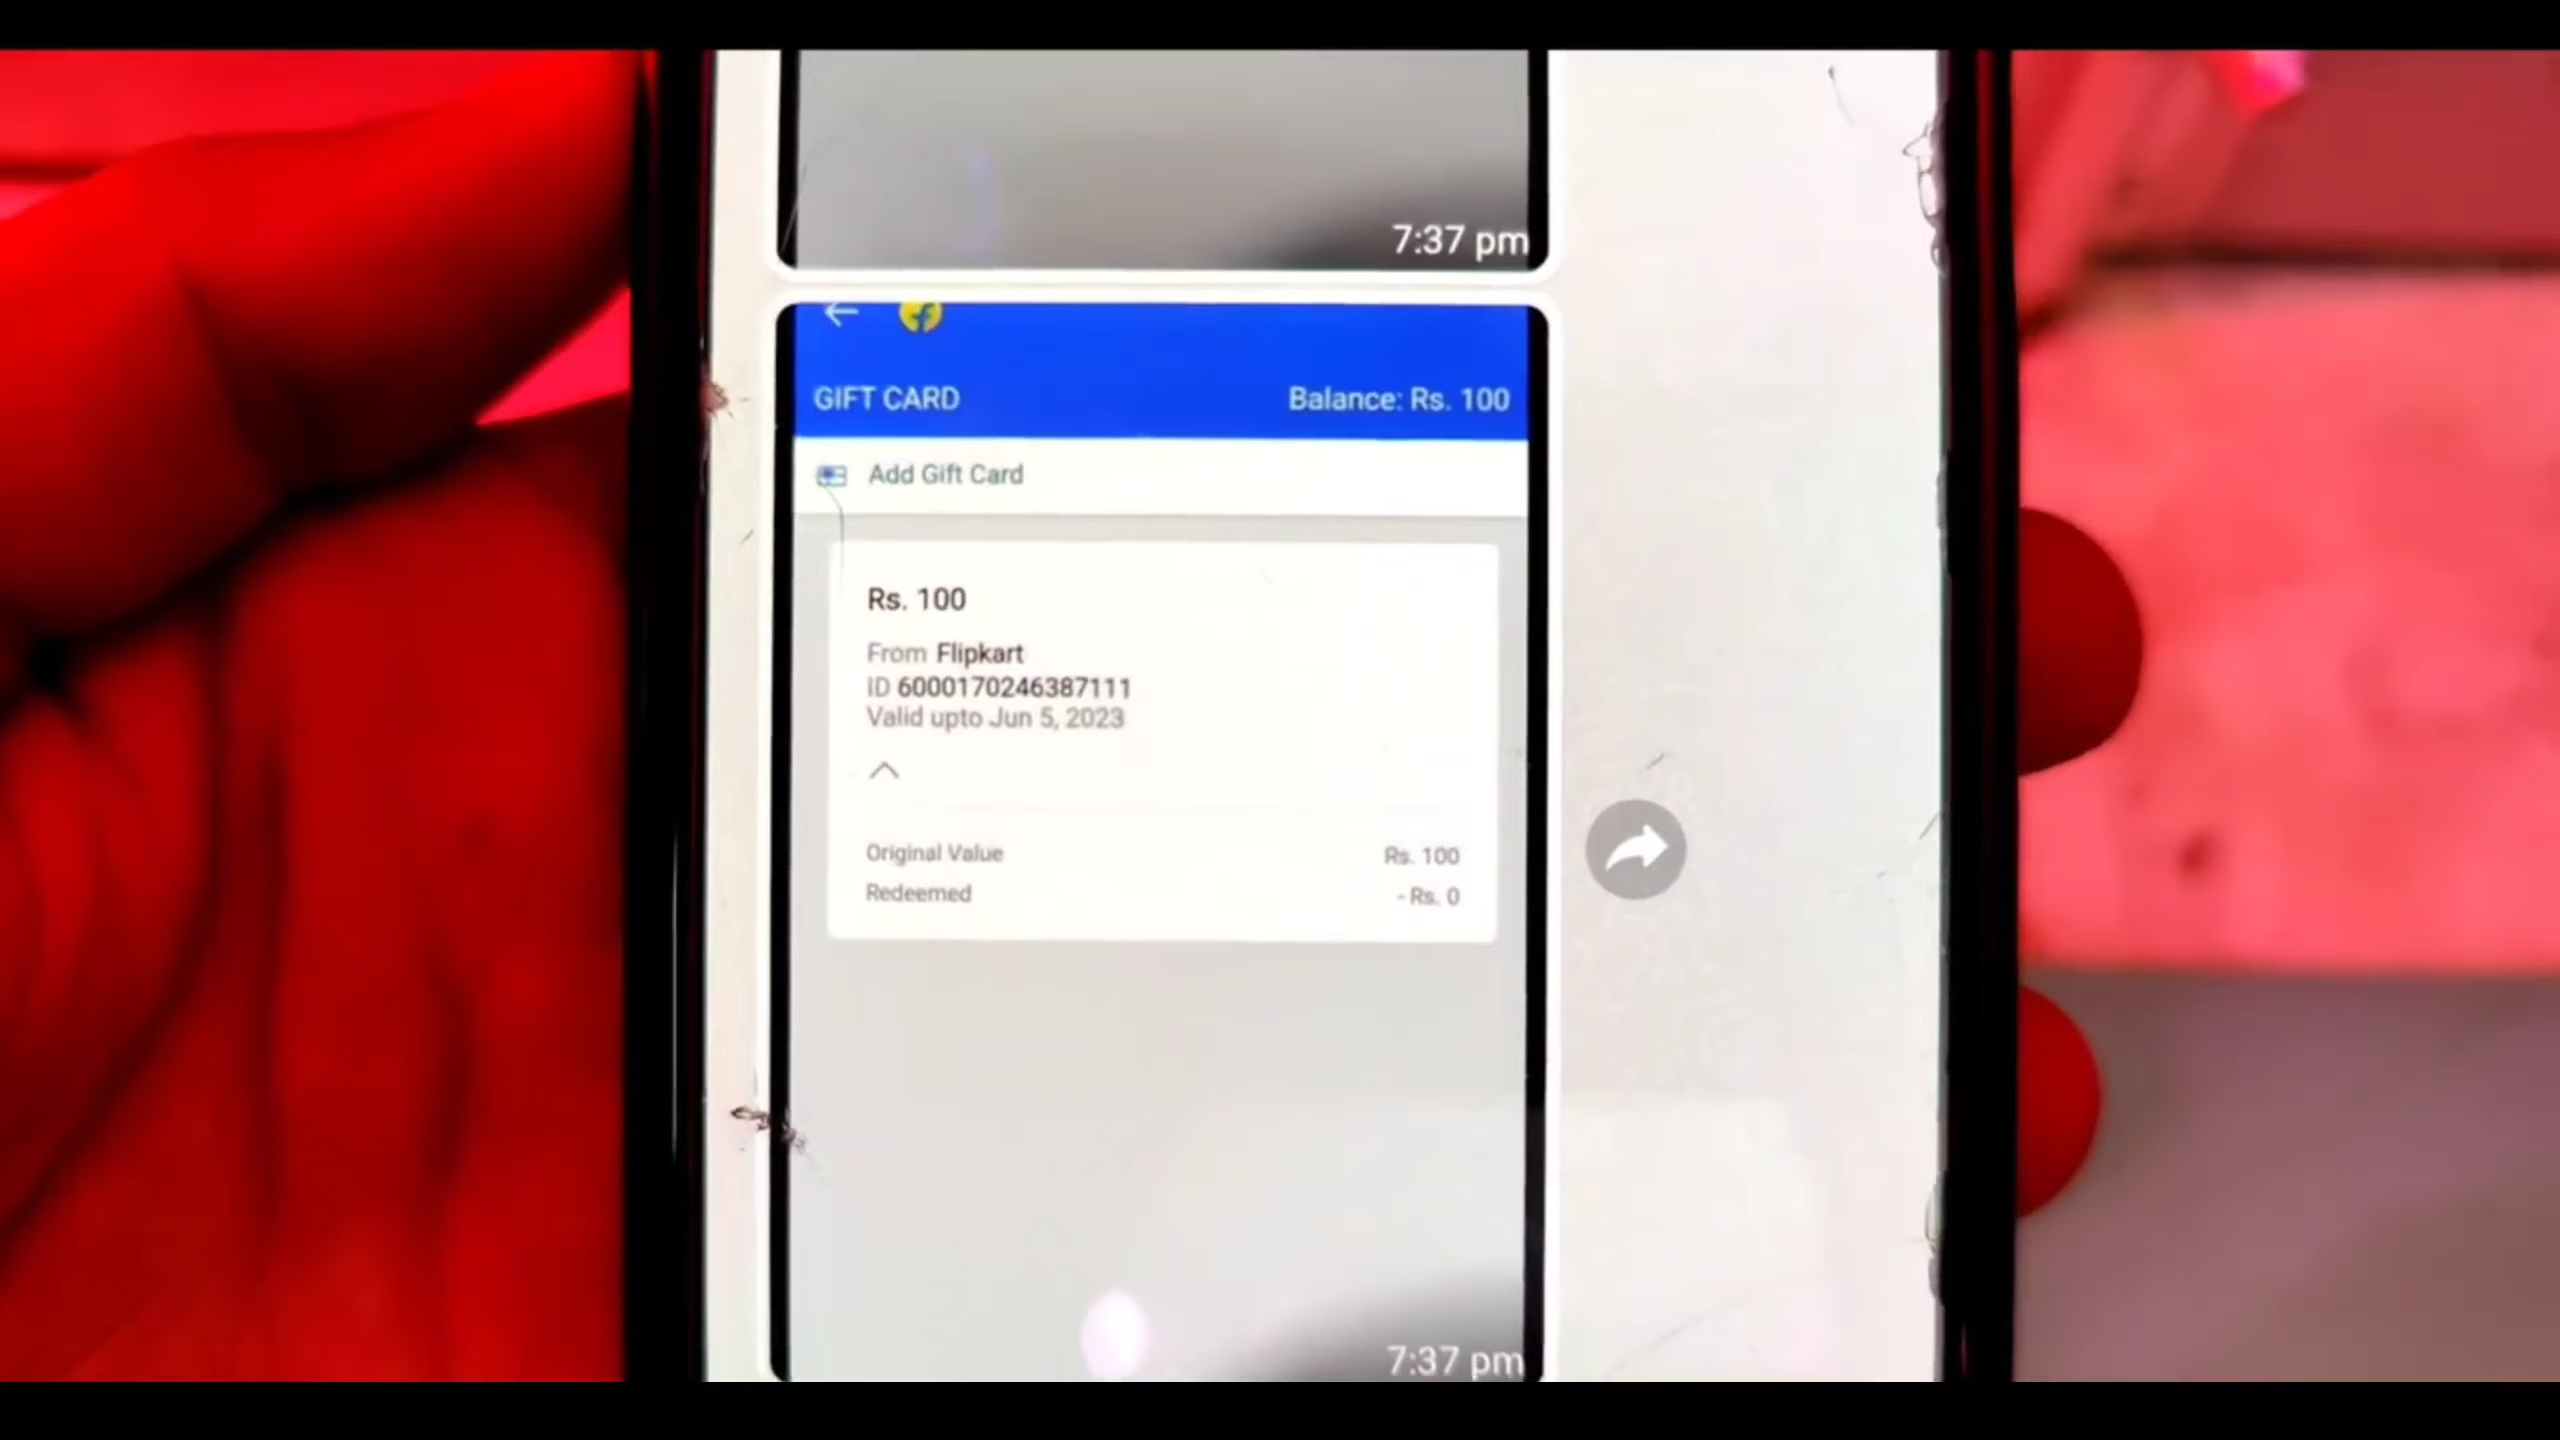 7:37 pm
GIFT CARD Balance: Rs. 100
Add Gift Card
Rs. 100
From Flipkart
ID 6000170246387111
Valid upto Jun 5, 2023
Original Value Rs. 100
Redeemed - Rs. 0
7:37 pm